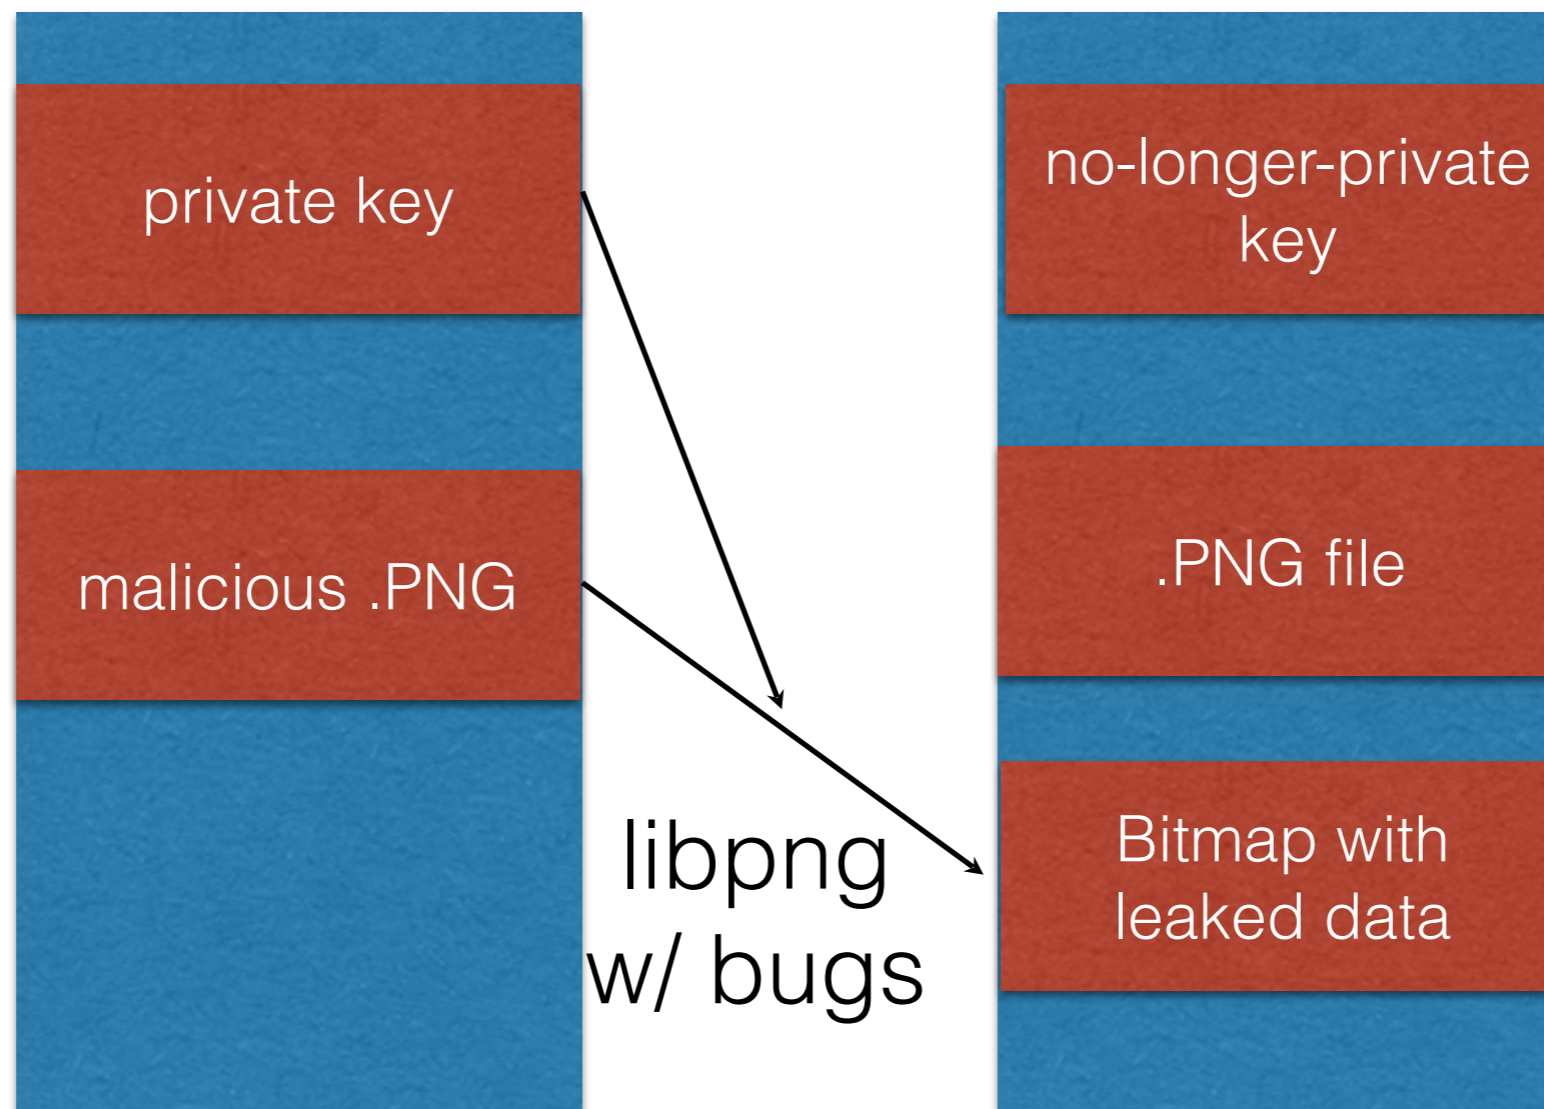 private key
malicious .PNG
libpng
w/ bugs
no-longer-private
key
.PNG file
Bitmap with
leaked data